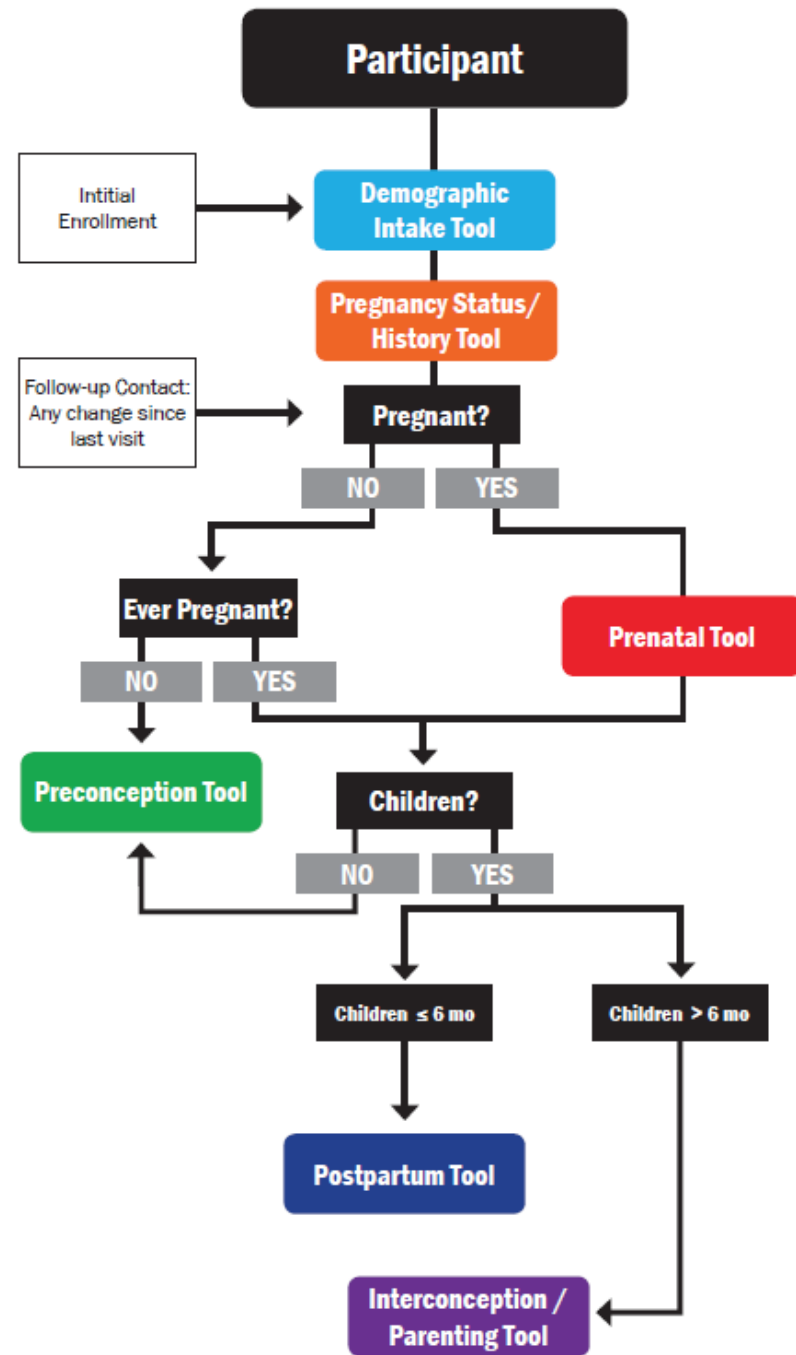 Participant
Intitial
Enrollment
Demographic
Intake Tool
Pregnancy Status/
History Tool
Follow-up Contact:
Any change since
last visit
Pregnant?
NO
YES
Ever Pregnant?
Prenatal Tool
NO
YES
Preconception Tool
Children?
NO
YES
Children ≤ 6 mo
Children > 6 mo
Postpartum Tool
Interconception /
Parenting Tool